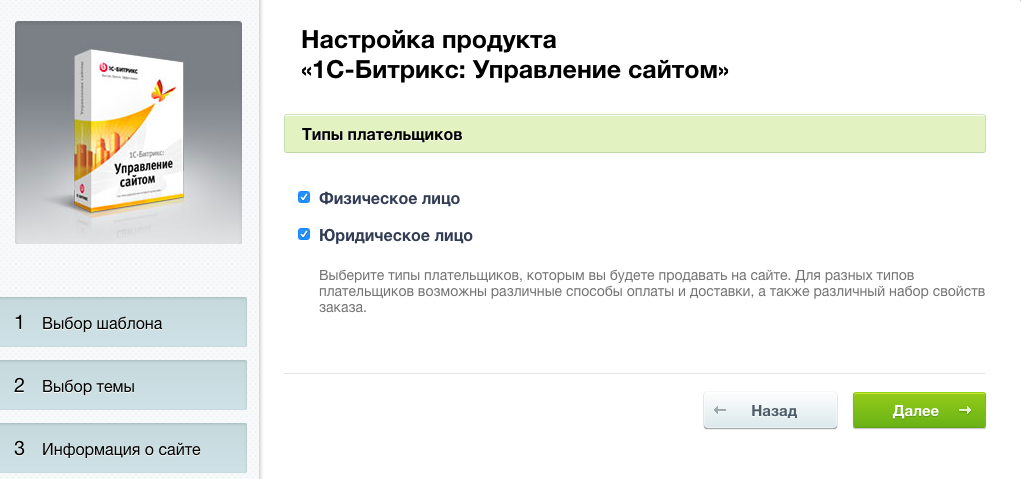 1С-БИТРИКС
1С-Битрикс:
Управление
сайтом
Настройка продукта
«1С-Битрикс: Управление сайтом»
Типы плательщиков
Физическое лицо
Юридическое лицо
Выберите типы плательщиков, которым вы будете продавать на сайте. Для разных типов
плательщиков возможны различные способы оплаты и доставки, а также различный набор свойств
заказа.
← Назад
Далее →
1 Выбор шаблона
2 Выбор темы
3 Информация о сайте